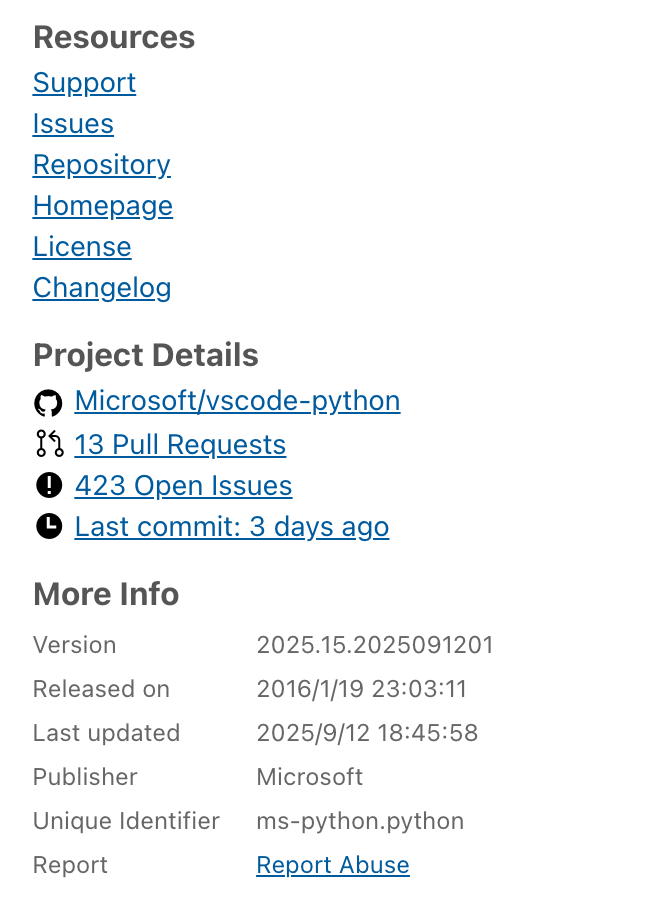 Resources
Support
Issues
Repository
Homepage
License
Changelog
Project Details
Microsoft/vscode-python
13 Pull Requests
423 Open Issues
Last commit: 3 days ago
More Info
Version 2025.15.2025091201
Released on 2016/1/19 23:03:11
Last updated 2025/9/12 18:45:58
Publisher Microsoft
Unique Identifier ms-python.python
Report Report Abuse